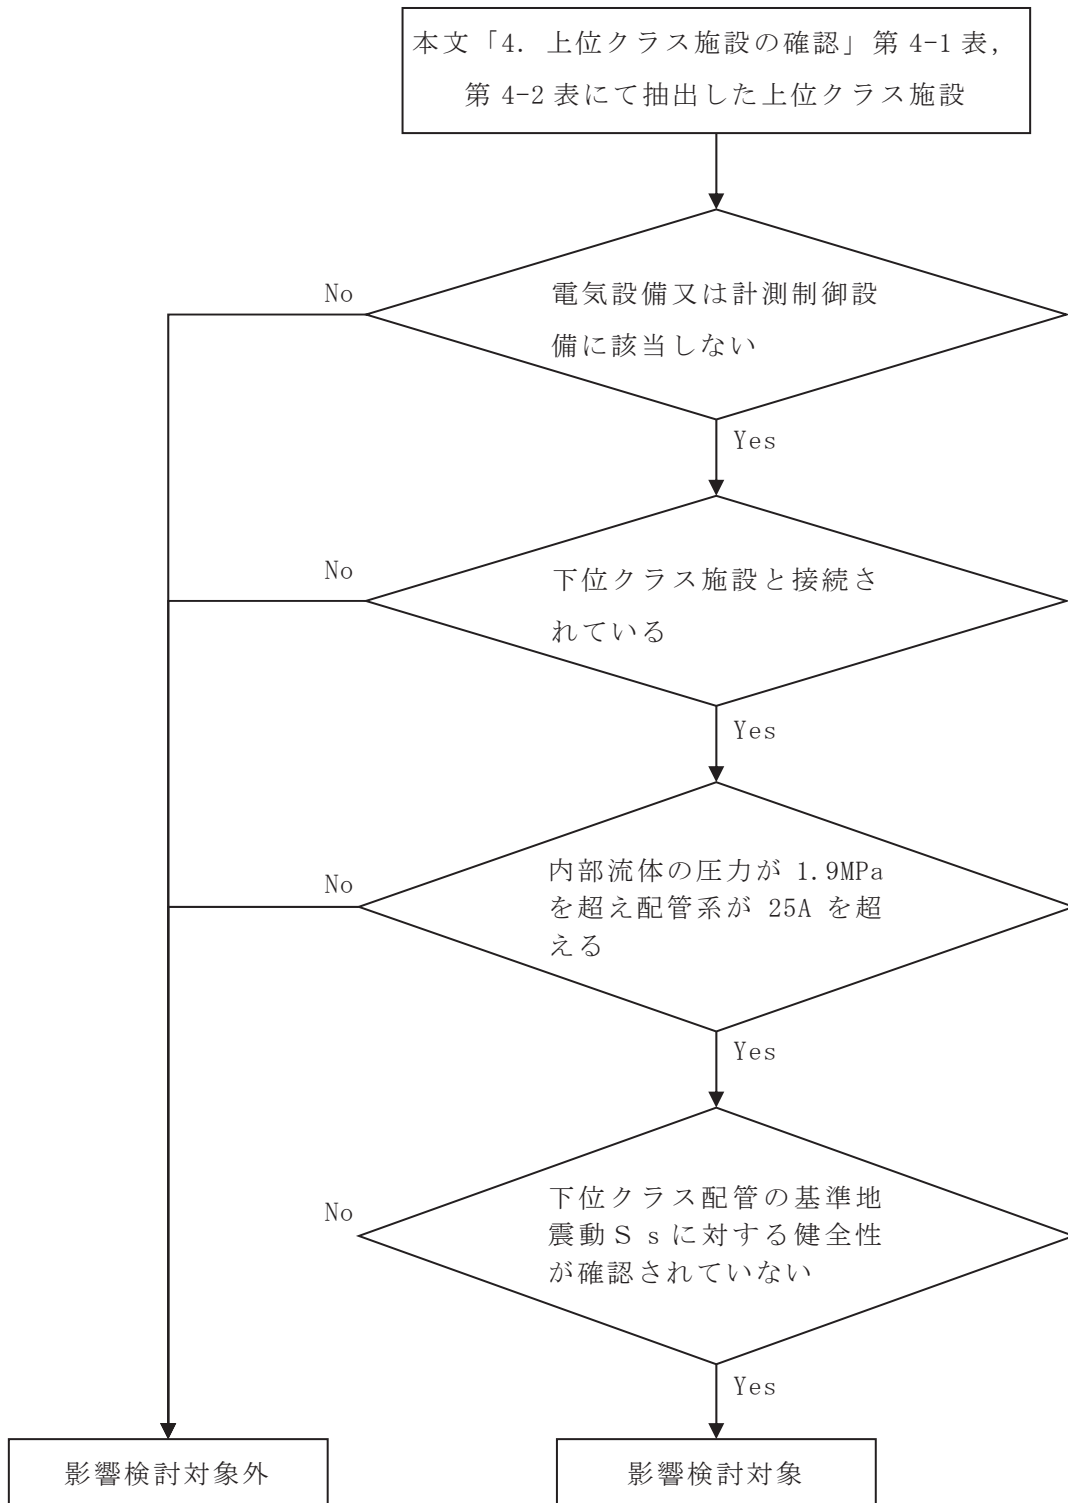 本文「4. 上位クラス施設の確認」第 4-1 表,
第 4-2 表にて抽出した上位クラス施設
No
電気設備又は計測制御設
備に該当しない
Yes
No
下位クラス施設と接続さ
れている
Yes
No
内部流体の圧力が 1.9MPa
を超え配管系が 25A を超
える
Yes
No
下位クラス配管の基準地
震動Ｓｓに対する健全性
が確認されていない
Yes
影響検討対象外
影響検討対象